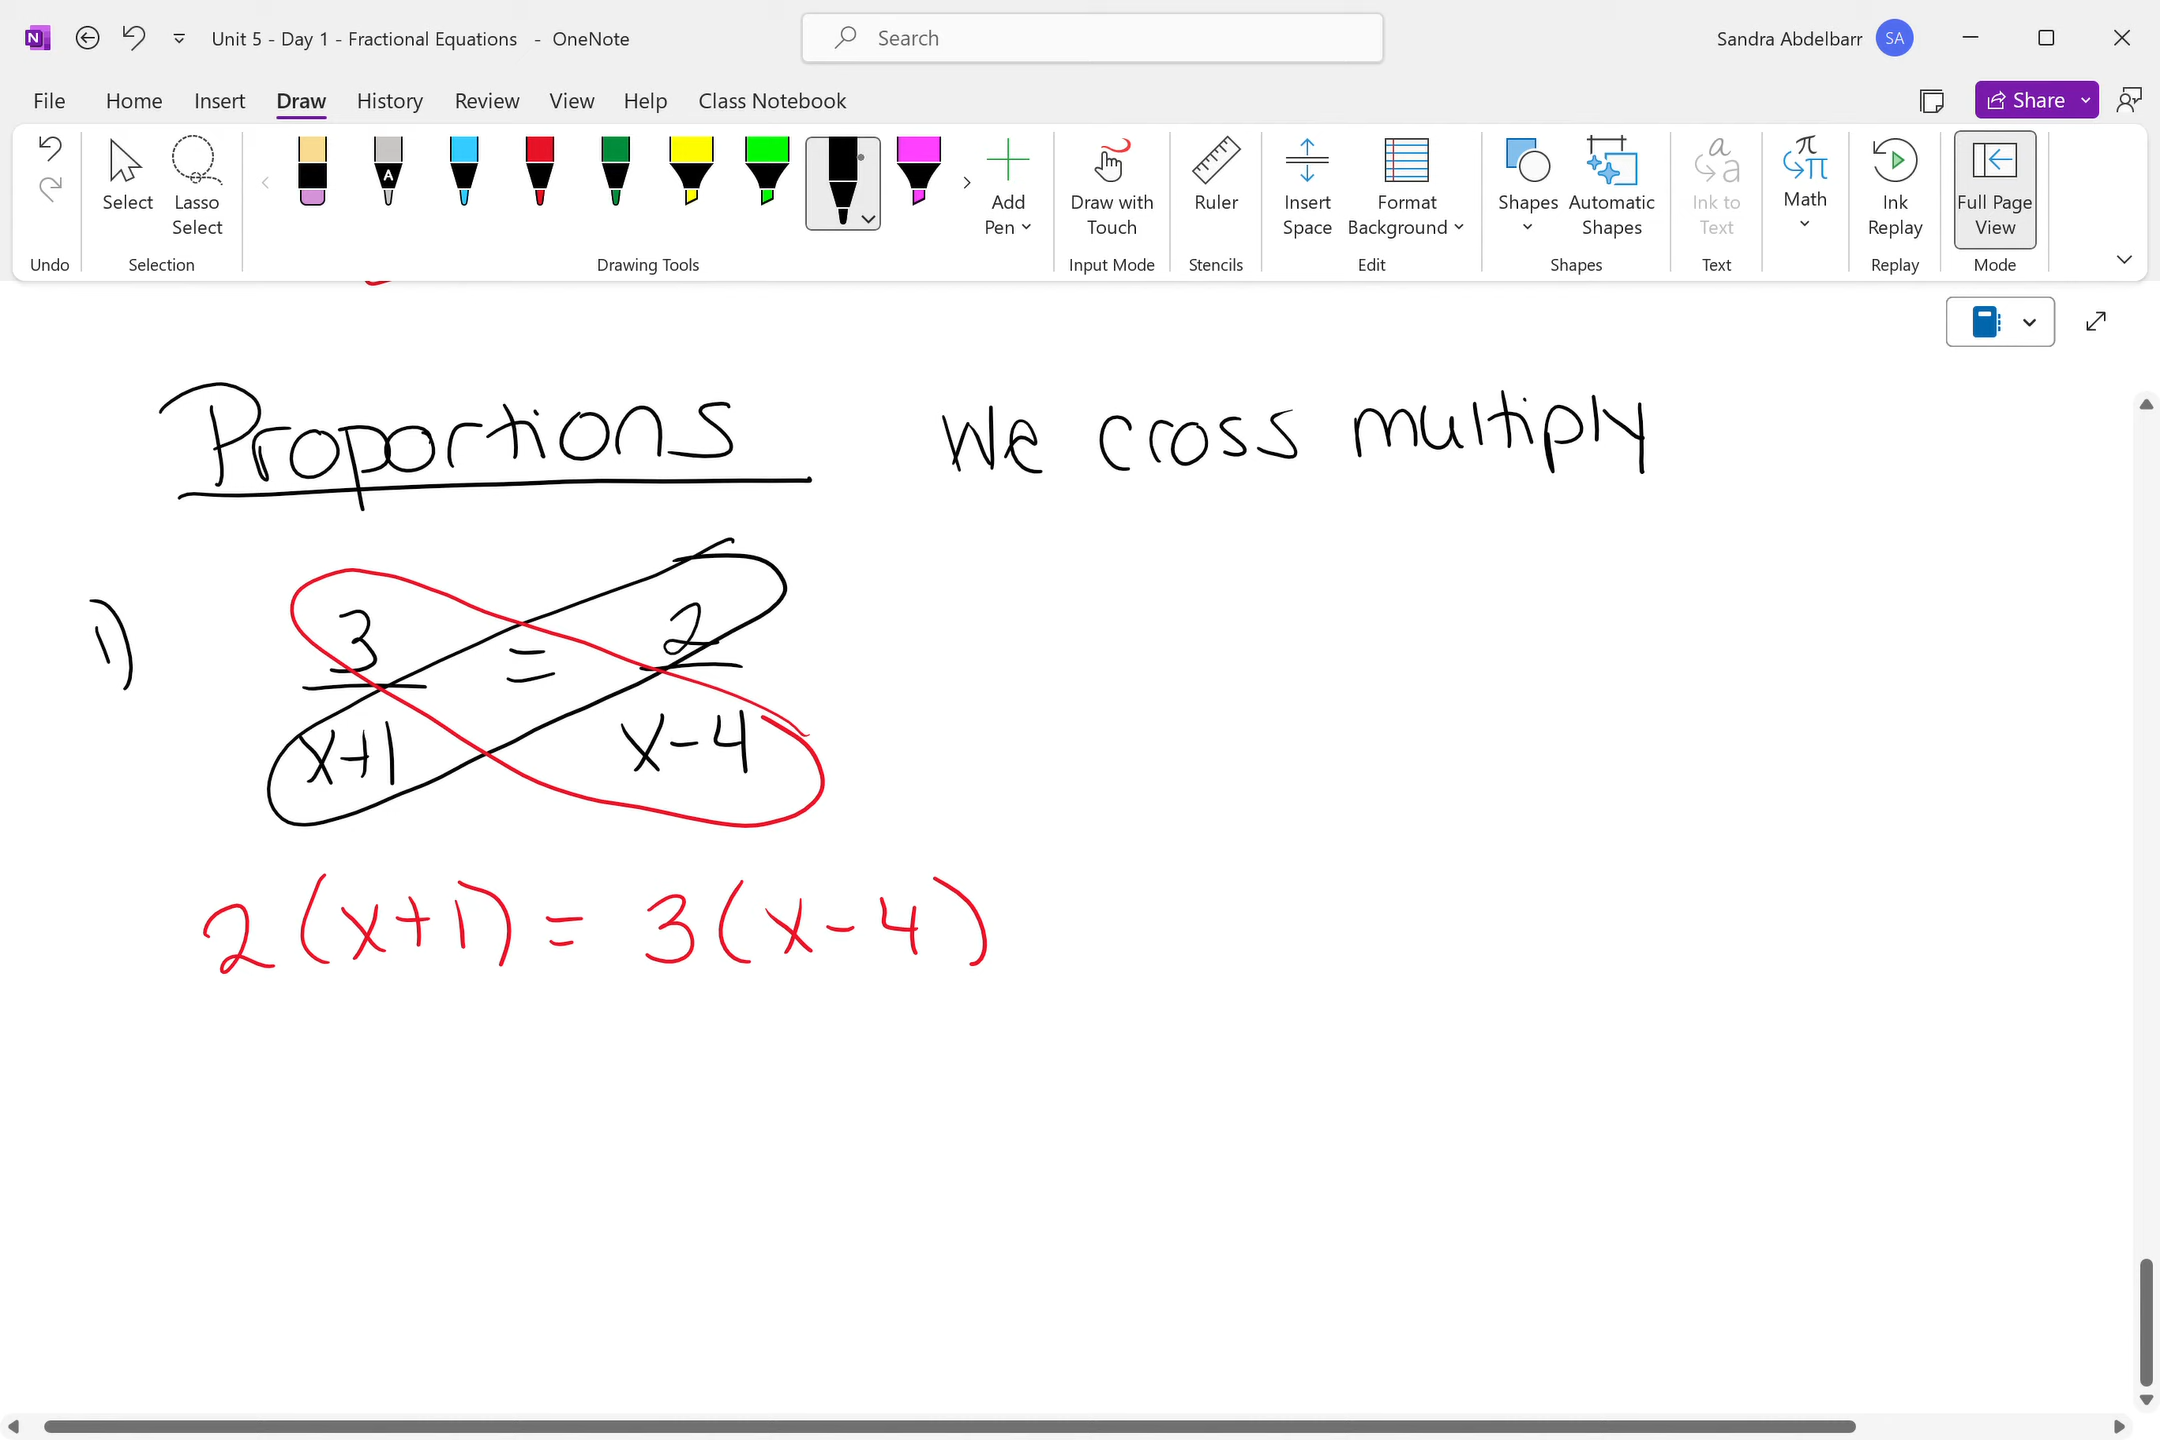 Unit 5 - Day 1 - Fractional Equations - OneNote
Search
Sandra Abdelbarr SA
File Home Insert Draw History Review View Help Class Notebook
Share
A
Select
Lasso Select
Add Pen
Draw with Touch
Ruler
Insert Space
Format Background
Shapes
Automatic Shapes
a a
Ink to Text
π π
Math
Ink Replay
Full Page View
Undo Selection Drawing Tools Input Mode Stencils Edit Shapes Text Replay Mode
Proportions We cross multiply
1) 3 = 2
x+1 x-4
2(x+1) = 3(x-4)